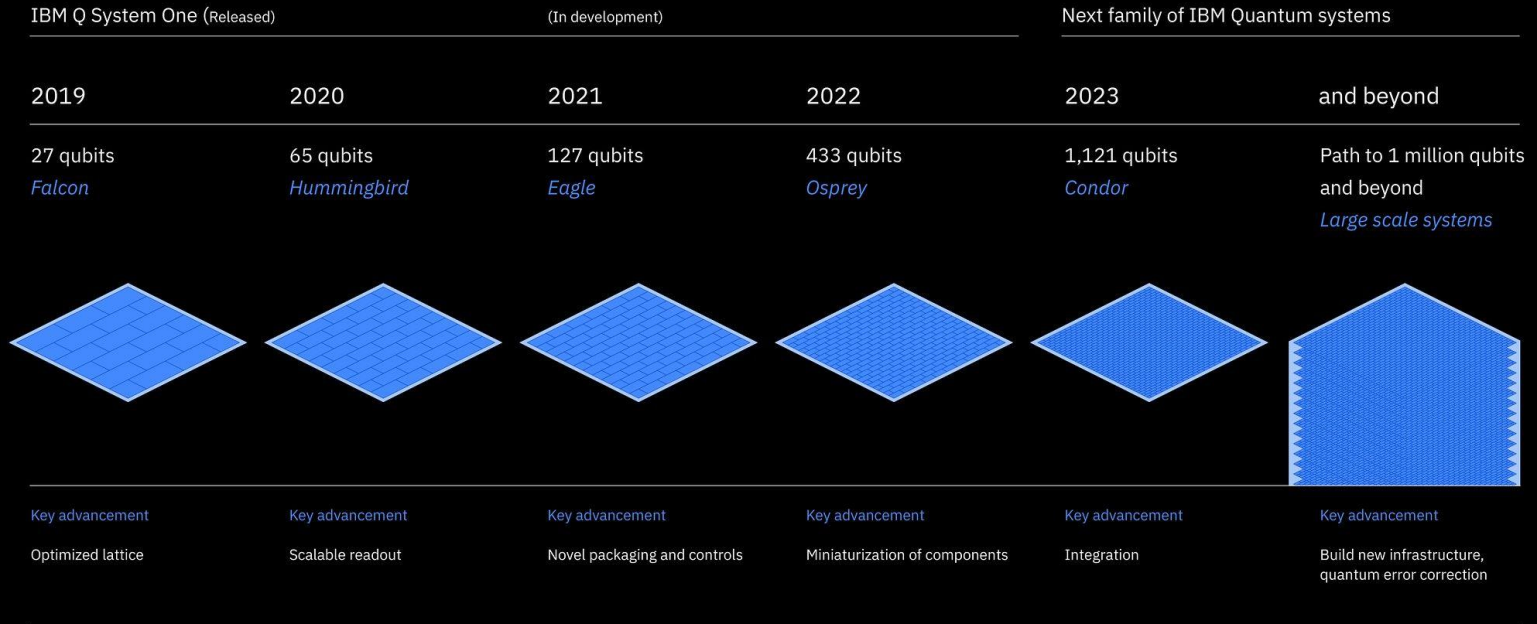 IBM Q System One (Released)
(In development)
Next family of IBM Quantum systems
2019
2020
2021
2022
2023
and beyond
27 qubits
65 qubits
127 qubits
433 qubits
1,121 qubits
Path to 1 million qubits
and beyond
Falcon
Hummingbird
Eagle
Osprey
Condor
Large scale systems
Key advancement
Key advancement
Key advancement
Key advancement
Key advancement
Key advancement
Optimized lattice
Scalable readout
Novel packaging and controls
Miniaturization of components
Integration
Build new infrastructure,
quantum error correction